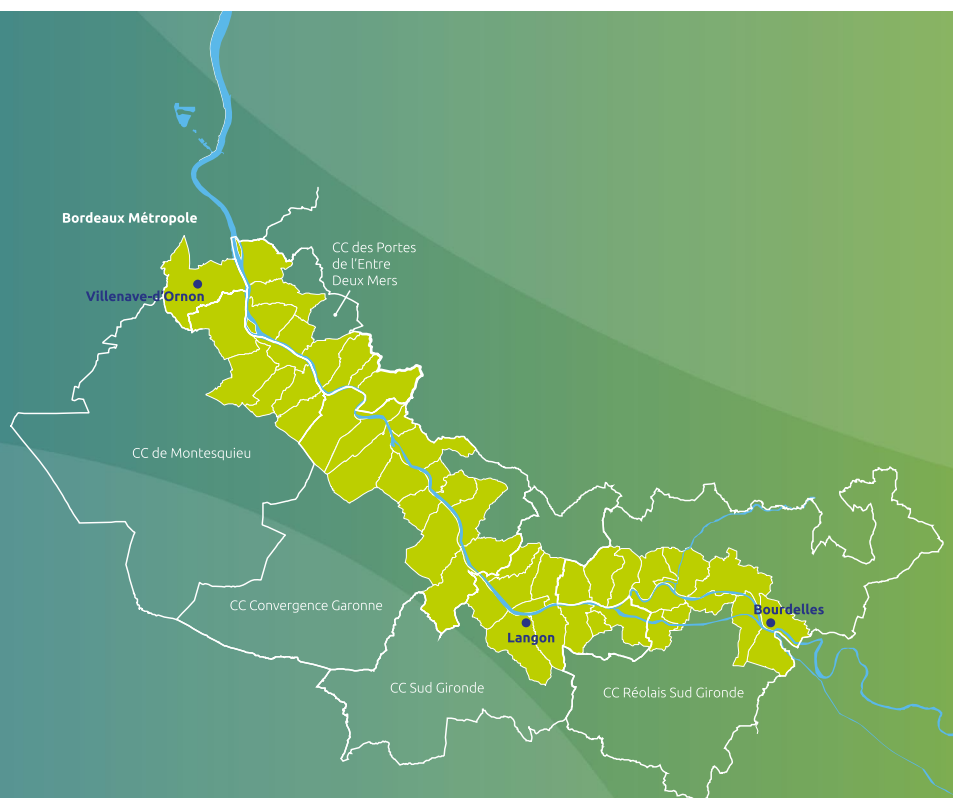 Bordeaux Métropole
CC des Portes
de l'Entre
Deux Mers
Villenave-d'Ornon
CC de Montesquieu
CC Convergence Garonne
Bourdelles
Langon
CC Sud Gironde
CC Réolais Sud Gironde